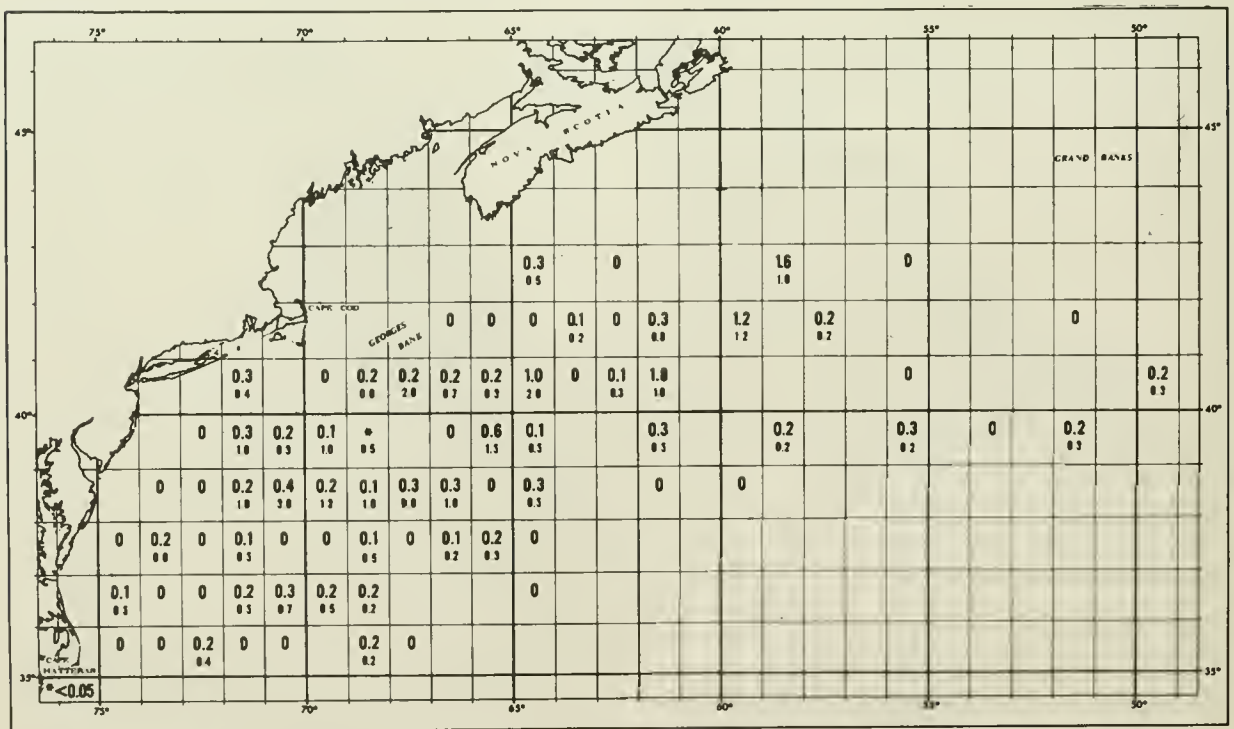 75° 70° 60° 55° 50°
45° 45°
NOVA SCOTIA
GRAND BANKS
0.3 0 1.6 0
0.5 1.0
CAPE COD
GEORGES BANK
0 0 0 0.1 0 0.3 1.2 0.2 0
0.2 0.8 1.2 0.2
0.3 0 0.2 0.2 0.2 0.2 1.0 0 0.1 1.0 0 0.2
0.4 2.0 0.3 2.0 0.3 1.0 0.3
40° 40°
0 0.3 0.2 0.1 * 0 0.6 0.1 0.3 0.2 0.3 0 0.2
1.0 0.3 1.0 0.5 1.3 0.3 0.2 0.2 0.3
0 0 0.2 0.4 0.2 0.1 0.3 0.3 0 0.3 0 0
1.0 3.0 1.2 1.0 1.0
0 0.2 0 0.1 0 0 0.1 0 0.1 0.2 0
0.3 0.5 0.2 0.3
0.1 0 0 0.2 0.3 0.2 0.2 0
0.3 0.7 0.5 0.2
0 0 0.2 0 0 0.2 0
0.4 0.2
CAPE HATTERAS
35° 35°
*<0.05
75° 70° 65° 60° 55° 50°